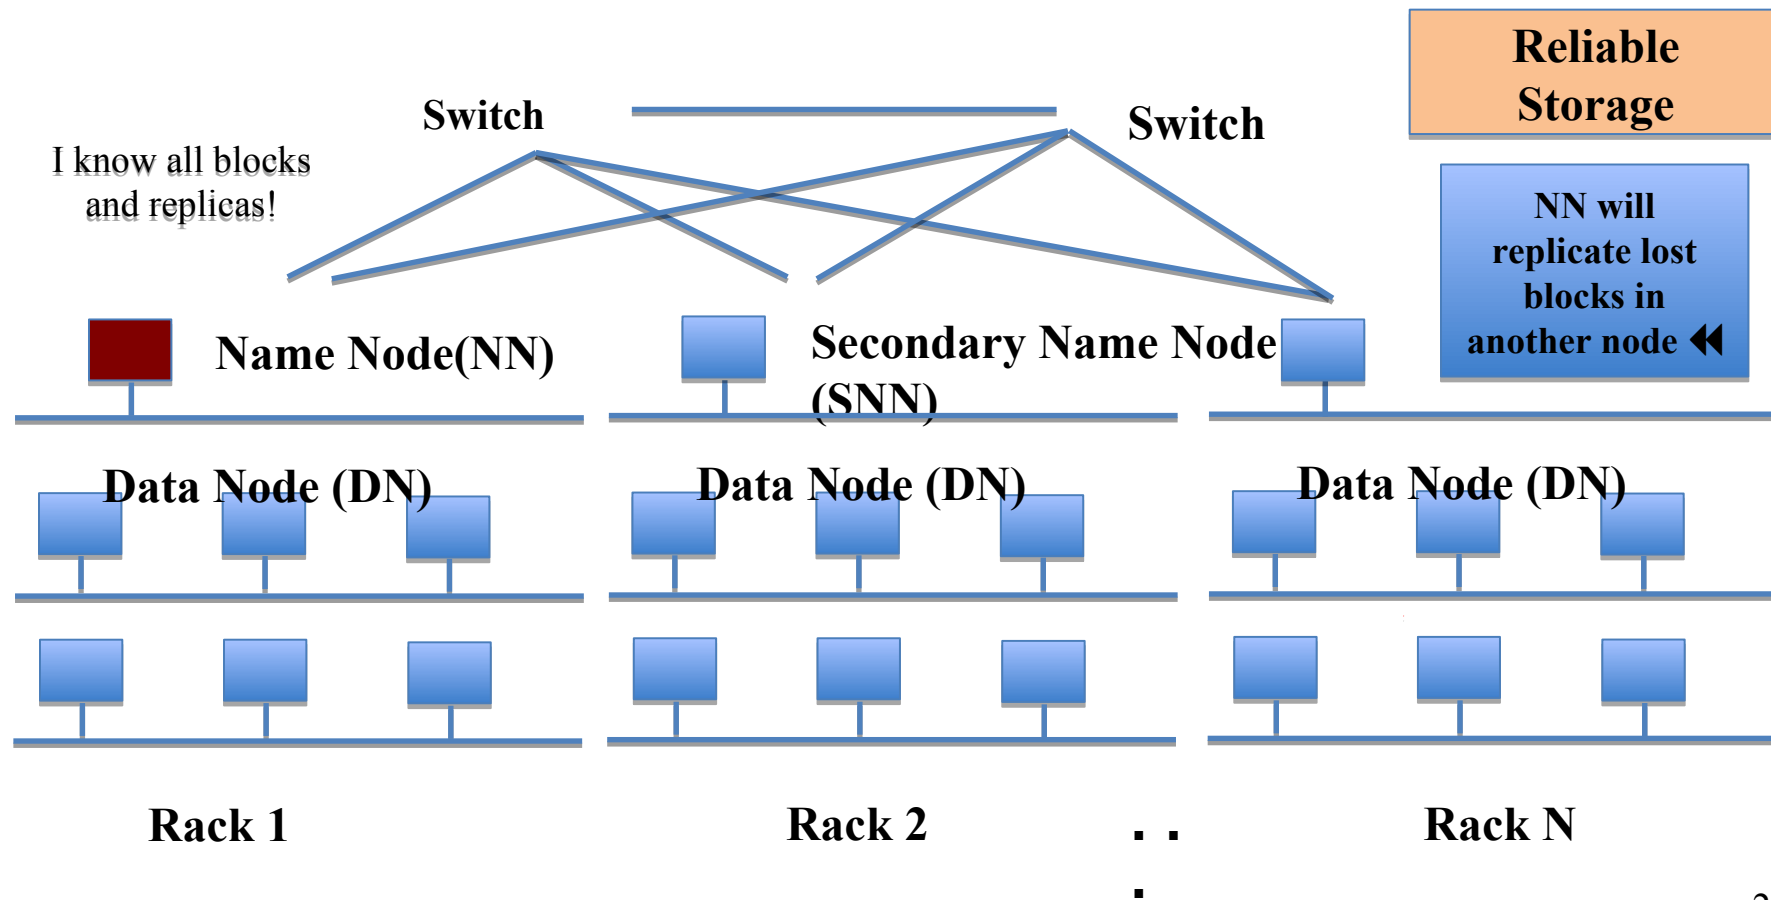 Reliable
Storage
Switch
Switch
I know all blocks
and replicas!
NN will
replicate lost
blocks in
another node
Name Node(NN)
Secondary Name Node
(SNN)
Data Node (DN)
Data Node (DN)
Data Node (DN)
Rack 1
Rack 2
. .
.
Rack N